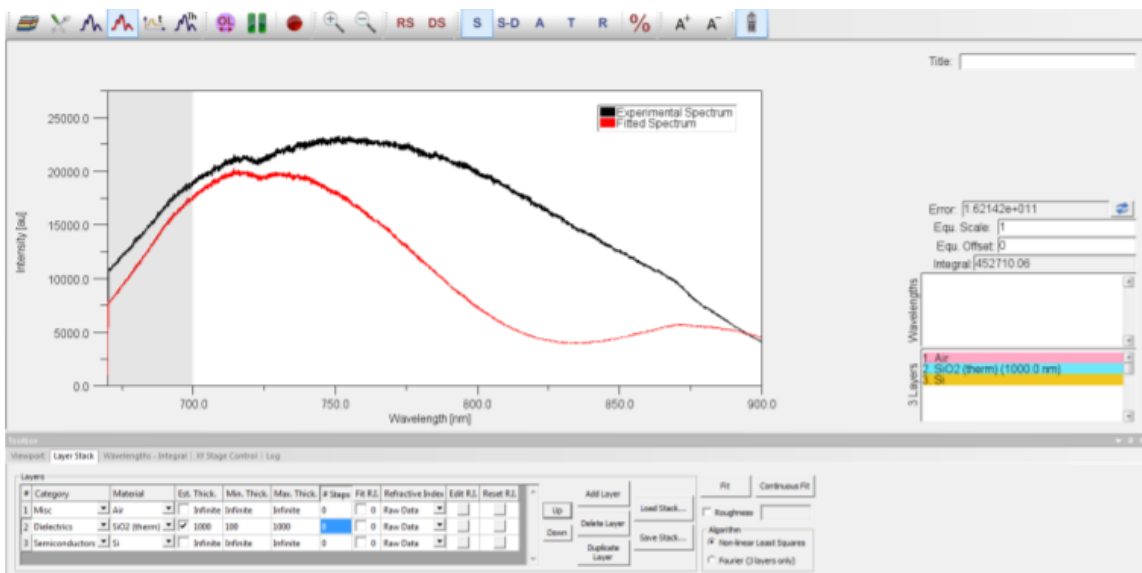 OL RS DS S S-D A T R % A+ A-
Title:
Experimental Spectrum
Fitted Spectrum
25000.0
20000.0
15000.0
10000.0
5000.0
0.0
Intensity [au]
700.0 750.0 800.0 850.0 900.0
Wavelength [nm]
Error: 1.62142e+011
Equ. Scale: 1
Equ. Offset: 0
Integral: 452710.06
Wavelengths
3 Layers
1. Air
2. SiO2 (therm) (1000.0 nm)
3. Si
Toolbox
Viewport Layer Stack Wavelengths - Integral XY Stage Control Log
Layers
# Category Material Est. Thick. Min. Thick. Max. Thick. # Steps Fit R.I. Refractive Index Edit R.I. Reset R.I.
1 Misc Air Infinite Infinite Infinite 0 0 Raw Data
2 Dielectrics SiO2 (therm) 1000 100 1000 0 Raw Data
3 Semiconductors Si Infinite Infinite Infinite 0 0 Raw Data
Up
Down
Add Layer
Delete Layer
Duplicate
Layer
Load Stack...
Save Stack...
Fit Continuous Fit
Roughness
Algorithm
Non-linear Least Squares
Fourier (3 layers only)